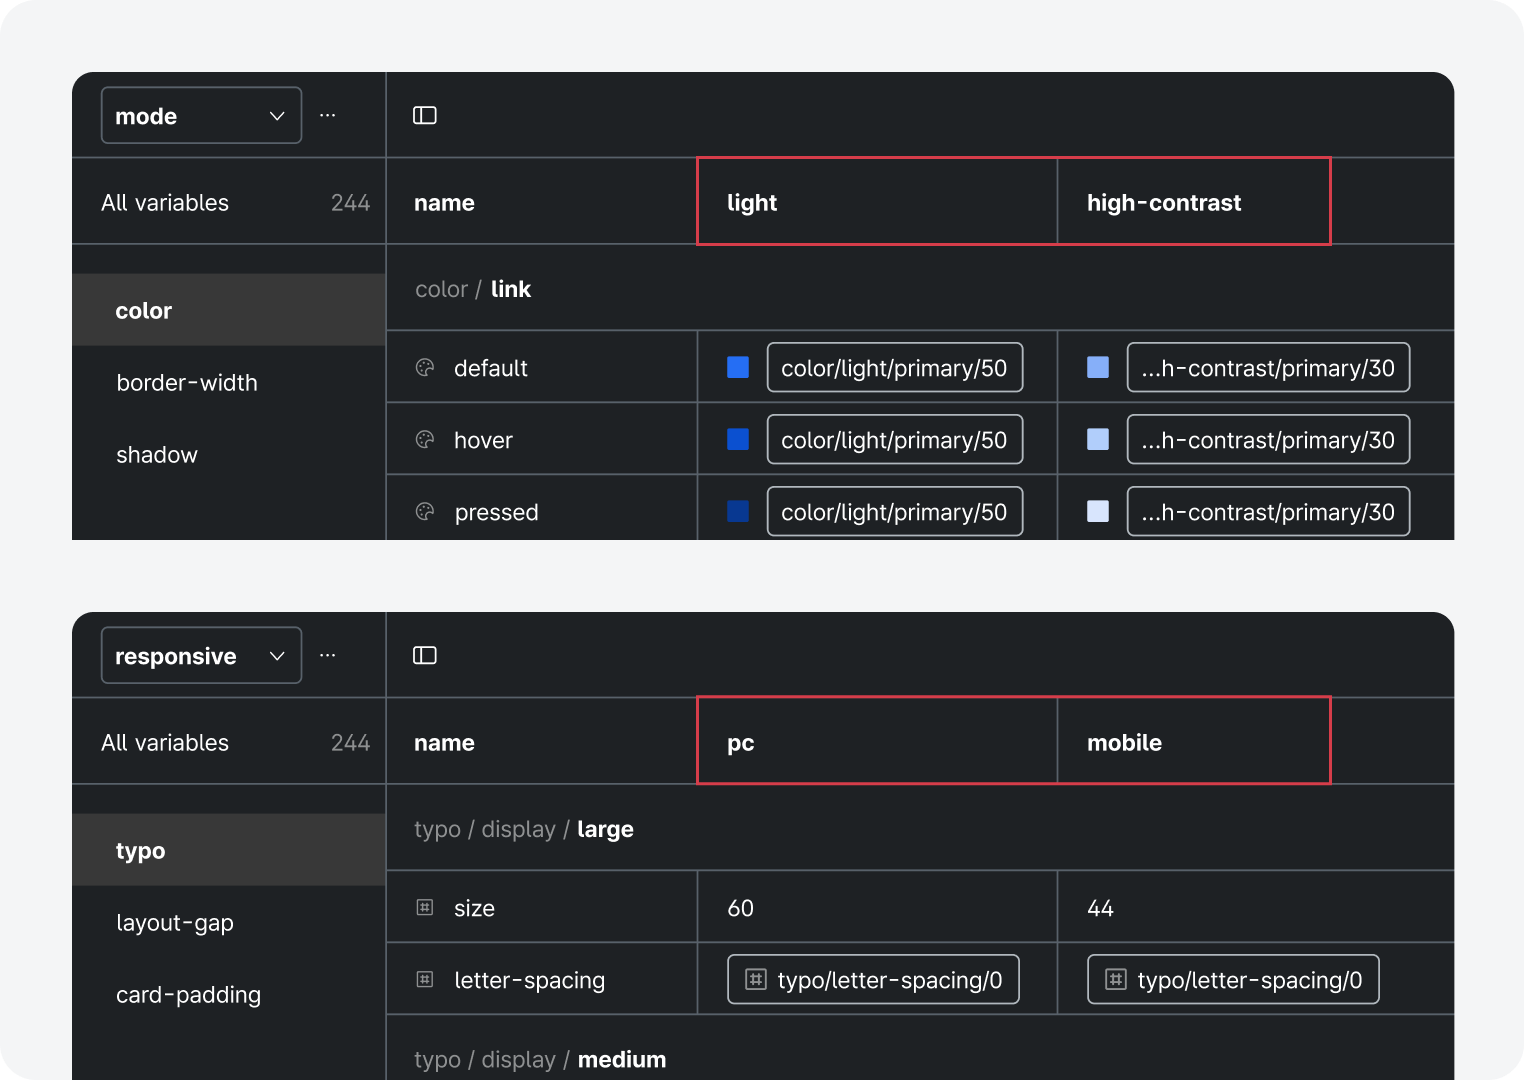 mode ...
All variables 244 name light high-contrast
color / link
color
default color/light/primary/50 ...h-contrast/primary/30
border-width
hover color/light/primary/50 ...h-contrast/primary/30
shadow
pressed color/light/primary/50 ...h-contrast/primary/30
responsive ...
All variables 244 name pc mobile
typo / display / large
typo
size 60 44
layout-gap
letter-spacing typo/letter-spacing/0 typo/letter-spacing/0
card-padding
typo / display / medium